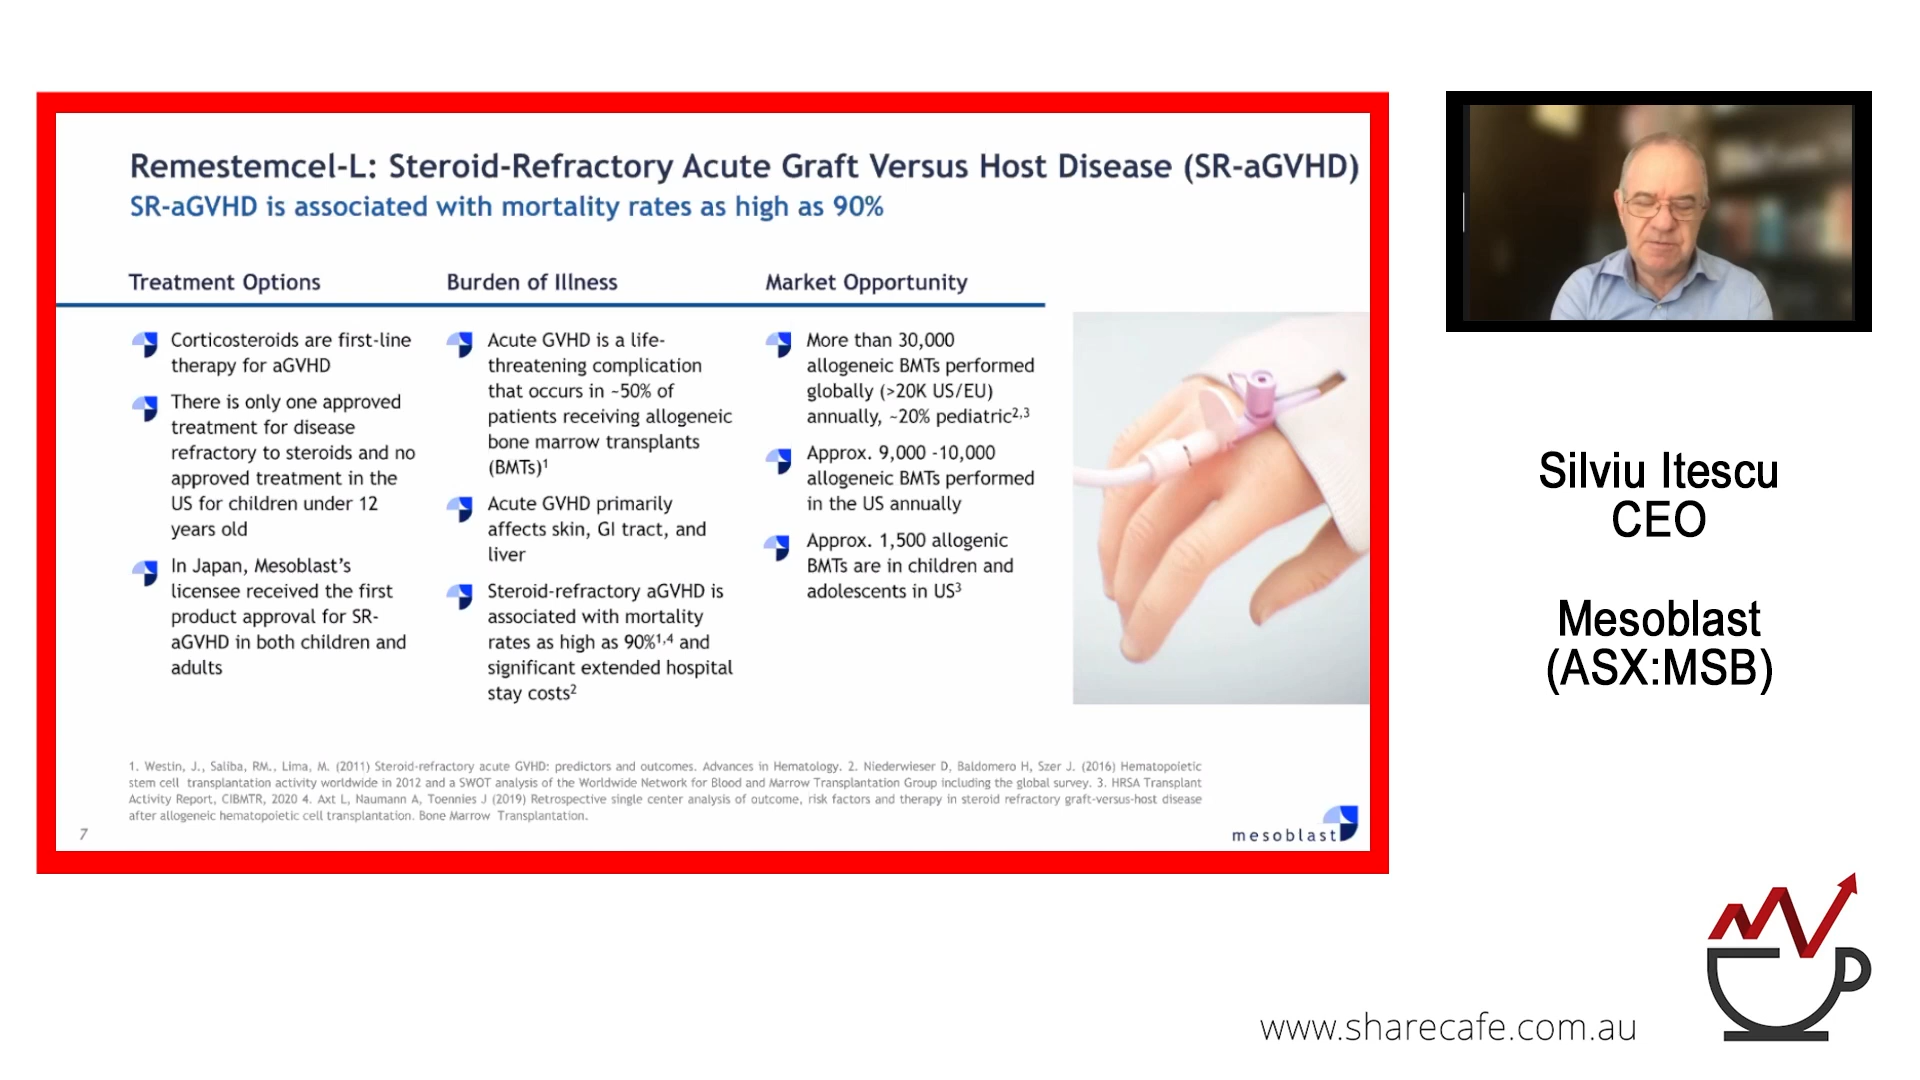 Remestemcel-L: Steroid-Refractory Acute Graft Versus Host Disease (SR-aGVHD)
SR-aGVHD is associated with mortality rates as high as 90%
Treatment Options
Corticosteroids are first-line
therapy for aGVHD
There is only one approved
treatment for disease
refractory to steroids and no
approved treatment in the
US for children under 12
years old
In Japan, Mesoblast’s
licensee received the first
product approval for SR-
aGVHD in both children and
adults
Burden of Illness
Acute GVHD is a life-
threatening complication
that occurs in ~50% of
patients receiving allogeneic
bone marrow transplants
(BMTs)1
Acute GVHD primarily
affects skin, GI tract, and
liver
Steroid-refractory aGVHD is
associated with mortality
rates as high as 90%1,4 and
significant extended hospital
stay costs2
Market Opportunity
More than 30,000
allogeneic BMTs performed
globally (>20K US/EU)
annually, ~20% pediatric2,3
Approx. 9,000 -10,000
allogeneic BMTs performed
in the US annually
Approx. 1,500 allogenic
BMTs are in children and
adolescents in US3
1. Westin, J., Saliba, RM., Lima, M. (2011) Steroid-refractory acute GVHD: predictors and outcomes. Advances in Hematology. 2. Niederwieser D, Baldomero H, Szer J. (2016) Hematopoietic
stem cell transplantation activity worldwide in 2012 and a SWOT analysis of the Worldwide Network for Blood and Marrow Transplantation Group including the global survey. 3. HRSA Transplant
Activity Report, CIBMTR, 2020 4. Axt L, Naumann A, Toennies J (2019) Retrospective single center analysis of outcome, risk factors and therapy in steroid refractory graft-versus-host disease
after allogeneic hematopoietic cell transplantation. Bone Marrow Transplantation.
7
mesoblast
Silviu Itescu
CEO
Mesoblast
(ASX:MSB)
www.sharecafe.com.au